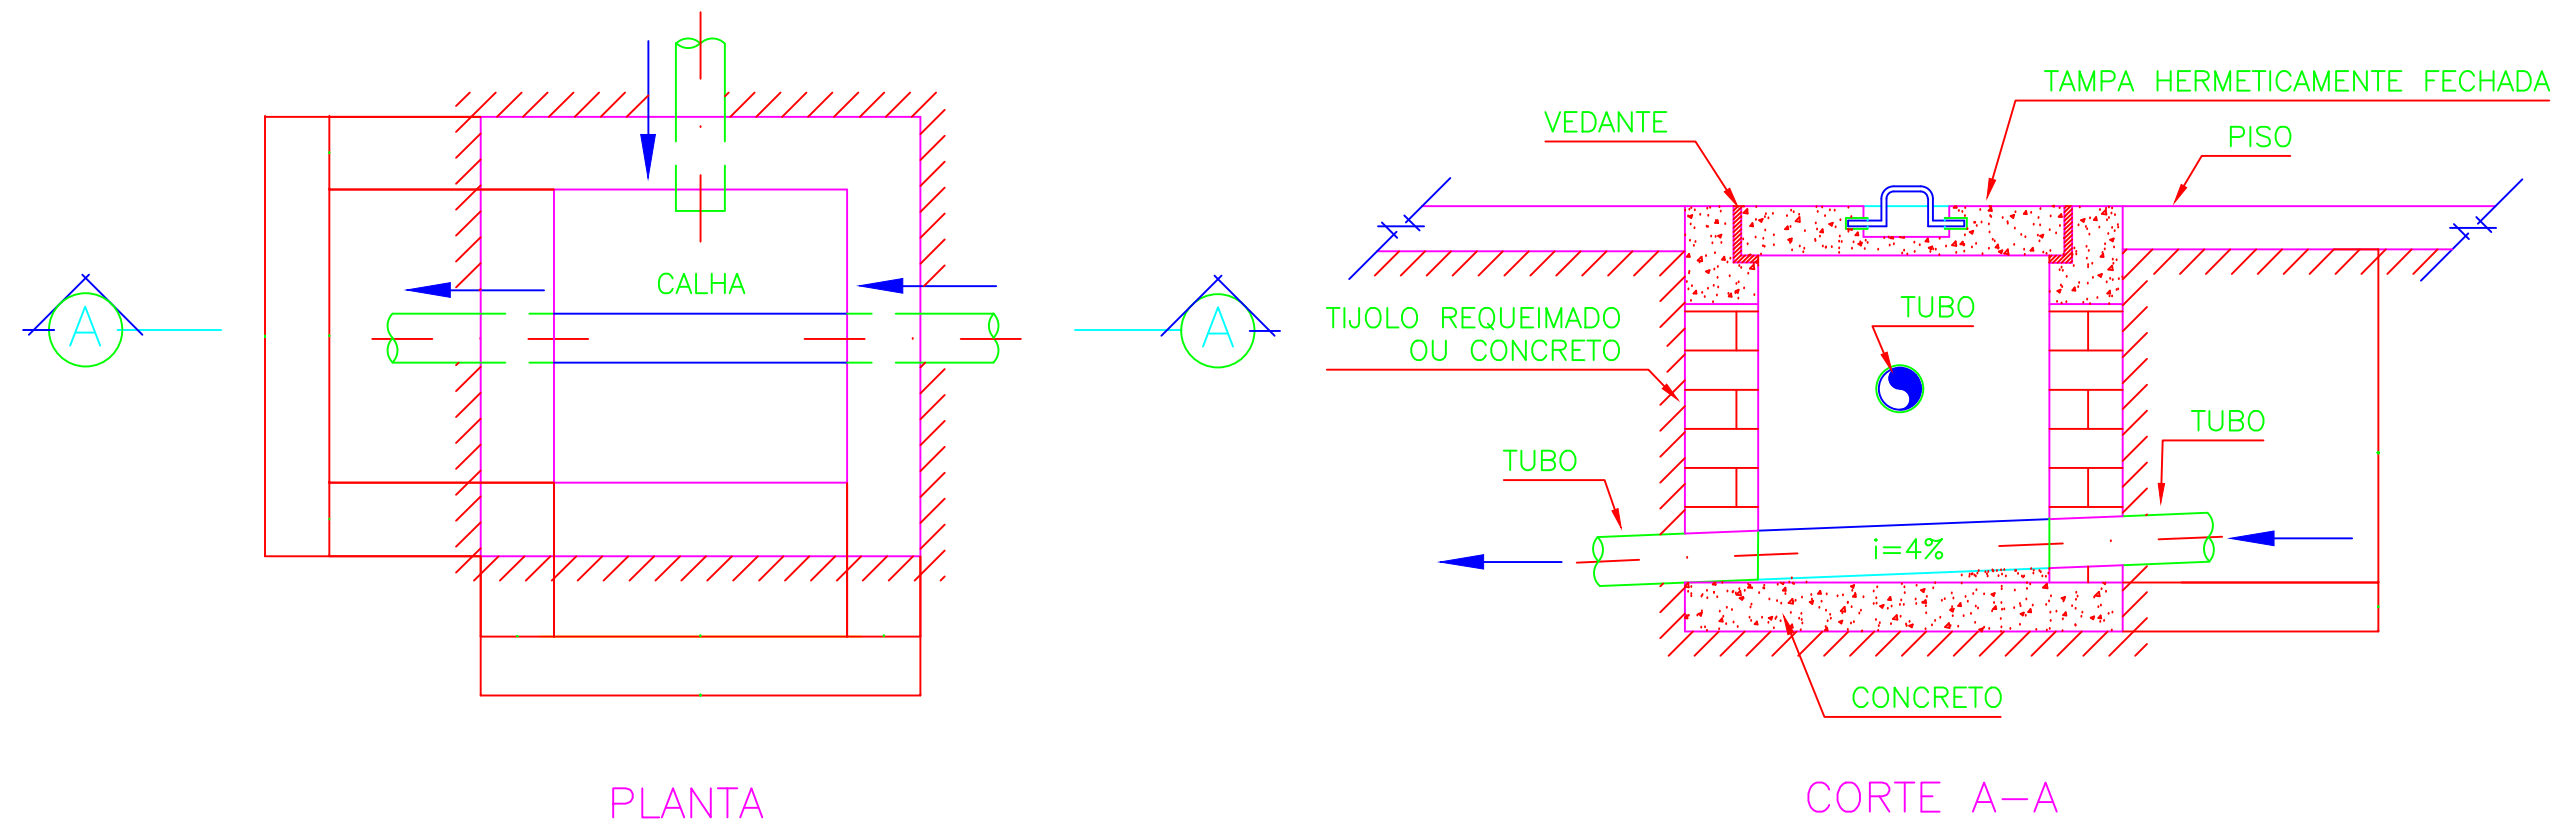 CALHA
A
A
PLANTA
TAMPA HERMETICAMENTE FECHADA
VEDANTE
PISO
TIJOLO REQUEIMADO
OU CONCRETO
TUBO
TUBO
TUBO
i=4%
CONCRETO
CORTE A-A